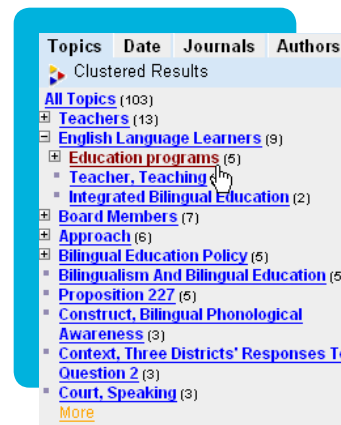 Topics Date Journals Authors
Clustered Results
All Topics (103)
Teachers (13)
English Language Learners (9)
Education programs (5)
Teacher, Teaching
Integrated Bilingual Education (2)
Board Members (7)
Approach (6)
Bilingual Education Policy (5)
Bilingualism And Bilingual Education (5
Proposition 227 (5)
Construct, Bilingual Phonological
Awareness (3)
Context, Three Districts' Responses T
Question 2 (3)
Court, Speaking (3)
More